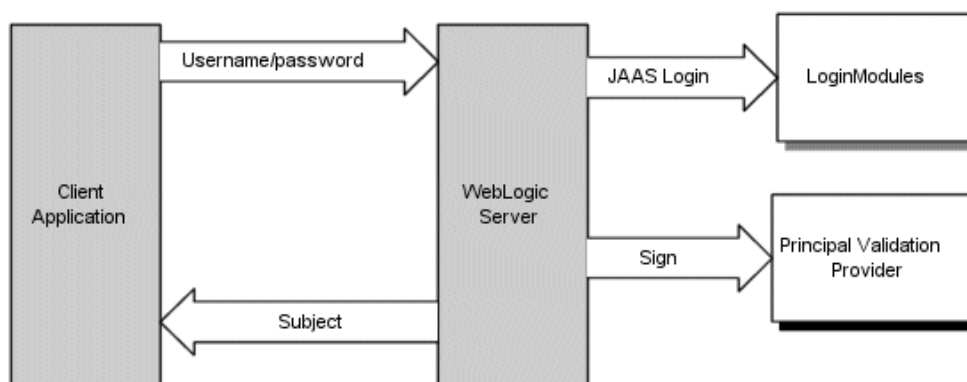 Username/password
JAAS Login
LoginModules
Client
Application
WebLogic
Server
Principal Validation
Provider
Sign
Subject